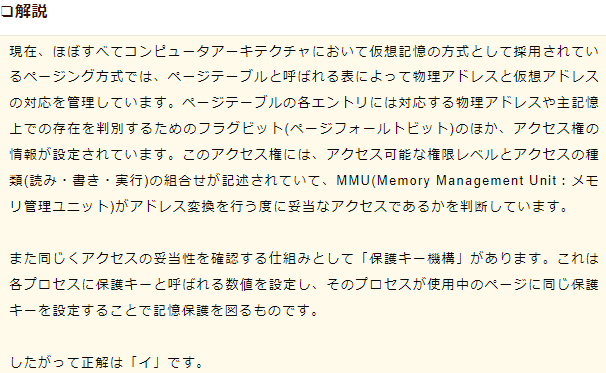 ❏解説
現在、ほぼすべてコンピュータアーキテクチャにおいて仮想記憶の方式として採用されてい
るページング方式では、ページテーブルと呼ばれる表によって物理アドレスと仮想アドレス
の対応を管理しています。ページテーブルの各エントリには対応する物理アドレスや主記憶
上での存在を判別するためのフラグビット(ページフォールトビット)のほか、アクセス権の
情報が設定されています。このアクセス権には、アクセス可能な権限レベルとアクセスの種
類(読み・書き・実行)の組合せが記述されていて、MMU(Memory Management Unit：メモ
リ管理ユニット)がアドレス変換を行う度に妥当なアクセスであるかを判断しています。
また同じくアクセスの妥当性を確認する仕組みとして「保護キー機構」があります。これは
各プロセスに保護キーと呼ばれる数値を設定し、そのプロセスが使用中のページに同じ保護
キーを設定することで記憶保護を図るものです。
したがって正解は「イ」です。